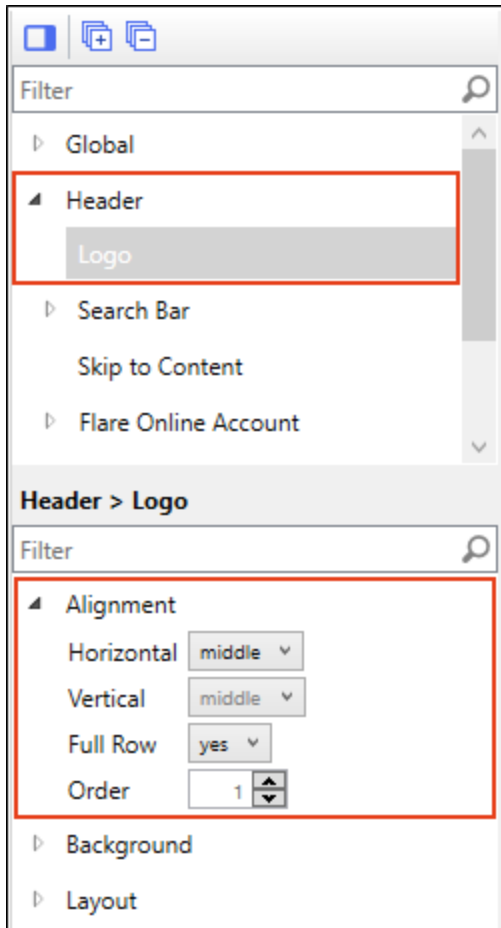 Filter
Global
Header
Logo
Search Bar
Skip to Content
Flare Online Account
Header > Logo
Filter
Alignment
Horizontal middle
Vertical middle
Full Row yes
Order 1
Background
Layout